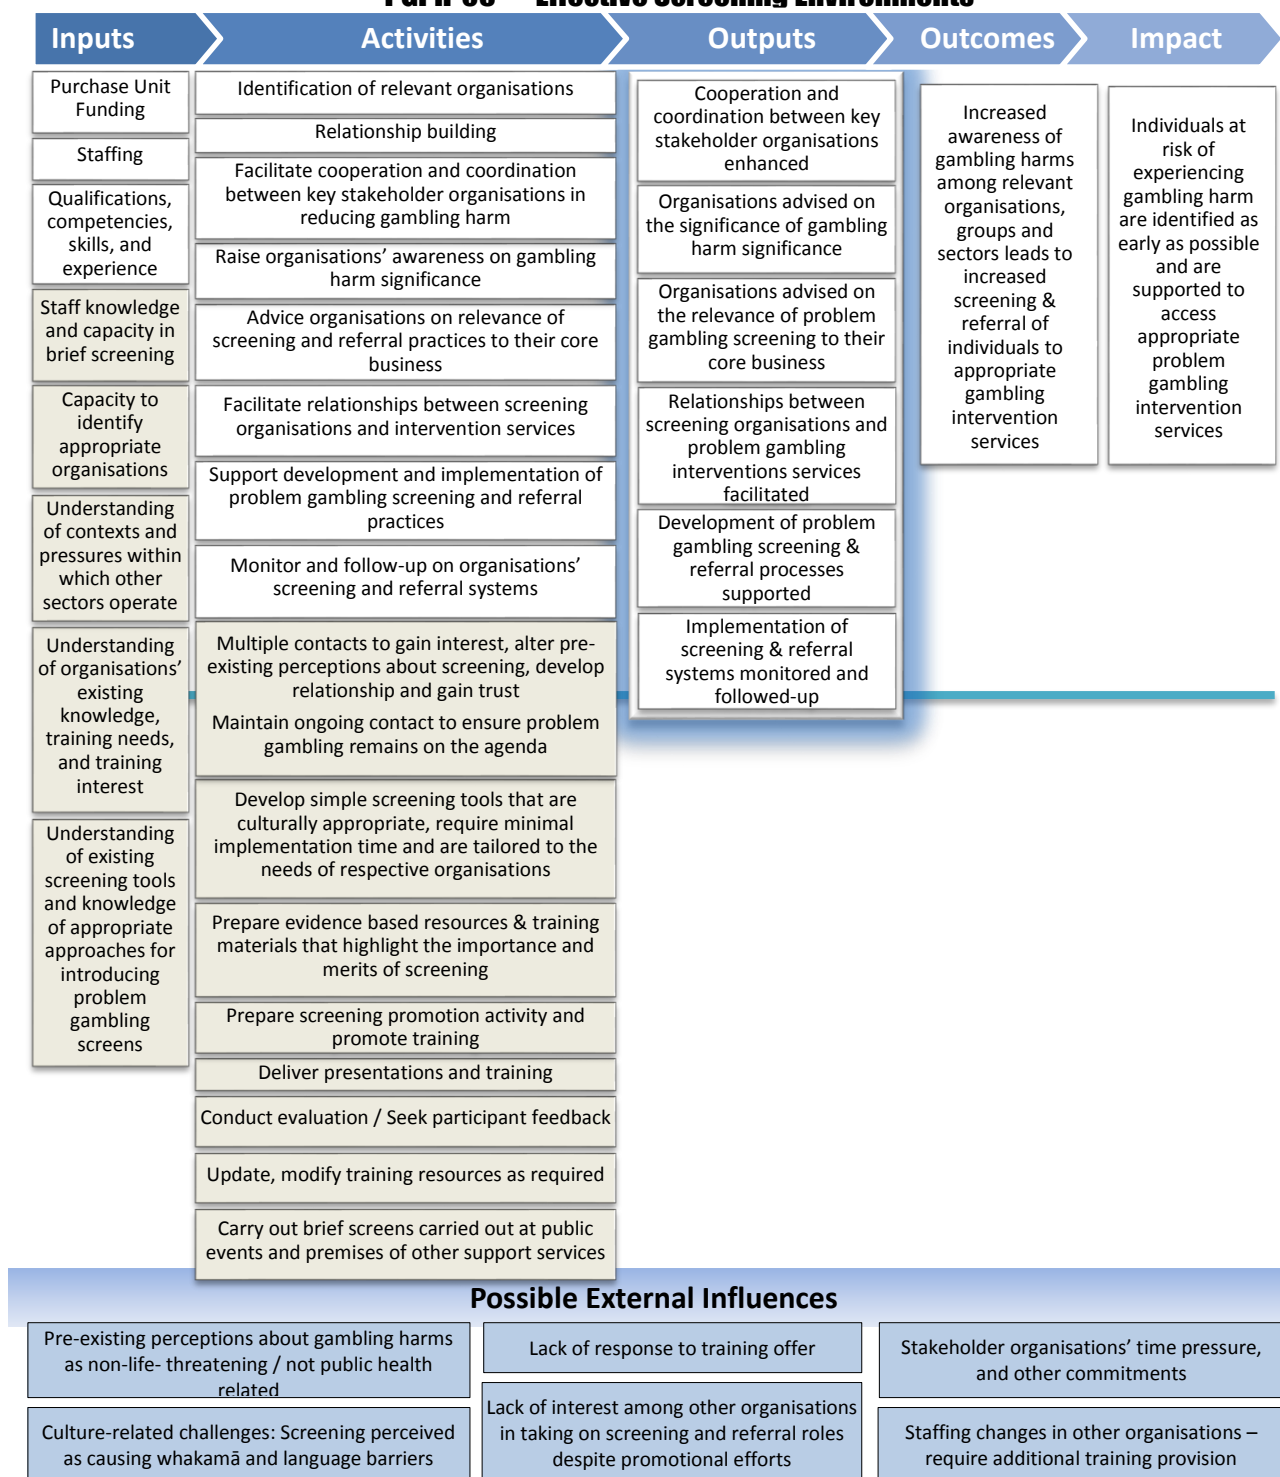 Effective Screening Environments
Inputs
Activities
Outputs
Outcomes
Impact
Purchase Unit
Funding
Staffing
Qualifications,
competencies,
skills, and
experience
Staff knowledge
and capacity in
brief screening
Capacity to
identify
appropriate
organisations
Understanding
of contexts and
pressures within
which other
sectors operate
Understanding
of organisations’
existing
knowledge,
training needs,
and training
interest
Understanding
of existing
screening tools
and knowledge
of appropriate
approaches for
introducing
problem
gambling
screens
Identification of relevant organisations
Relationship building
Facilitate cooperation and coordination
between key stakeholder organisations in
reducing gambling harm
Raise organisations’ awareness on gambling
harm significance
Advice organisations on relevance of
screening and referral practices to their core
business
Facilitate relationships between screening
organisations and intervention services
Support development and implementation of
problem gambling screening and referral
practices
Monitor and follow-up on organisations’
screening and referral systems
Multiple contacts to gain interest, alter pre-
existing perceptions about screening, develop
relationship and gain trust
Maintain ongoing contact to ensure problem
gambling remains on the agenda
Develop simple screening tools that are
culturally appropriate, require minimal
implementation time and are tailored to the
needs of respective organisations
Prepare evidence based resources & training
materials that highlight the importance and
merits of screening
Prepare screening promotion activity and
promote training
Deliver presentations and training
Conduct evaluation / Seek participant feedback
Update, modify training resources as required
Carry out brief screens carried out at public
events and premises of other support services
Cooperation and
coordination between key
stakeholder organisations
enhanced
Organisations advised on
the significance of gambling
harm significance
Organisations advised on
the relevance of problem
gambling screening to their
core business
Relationships between
screening organisations and
problem gambling
interventions services
facilitated
Development of problem
gambling screening &
referral processes
supported
Implementation of
screening & referral
systems monitored and
followed-up
Increased
awareness of
gambling harms
among relevant
organisations,
groups and
sectors leads to
increased
screening &
referral of
individuals to
appropriate
gambling
intervention
services
Individuals at
risk of
experiencing
gambling harm
are identified as
early as possible
and are
supported to
access
appropriate
problem
gambling
intervention
services
Possible External Influences
Pre-existing perceptions about gambling harms
as non-life- threatening / not public health
related
Lack of response to training offer
Stakeholder organisations’ time pressure,
and other commitments
Culture-related challenges: Screening perceived
as causing whakamā and language barriers
Lack of interest among other organisations
in taking on screening and referral roles
despite promotional efforts
Staffing changes in other organisations –
require additional training provision